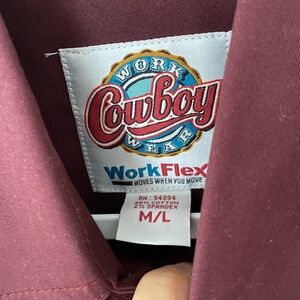 WORK
Cowboy
WEAR
WorkFlex
MOVES WHEN YOU MOVE
RN: 94894
98% COTTON
2% SPANDEX
M/L